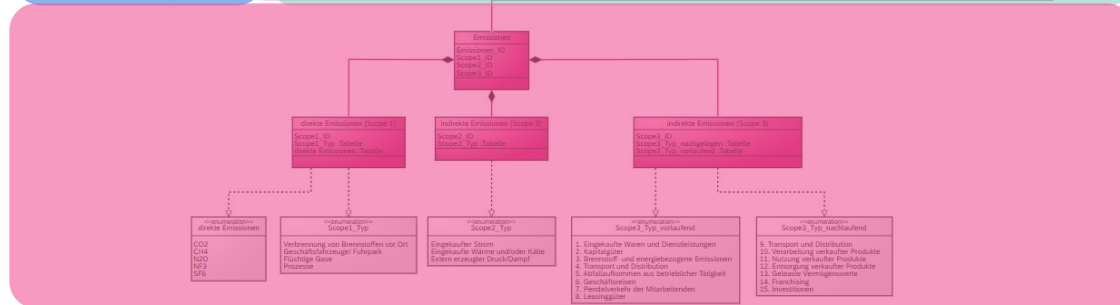 Emissionen
Emissionen_ID
Scope1_ID
Scope2_ID
Scope3_ID
direkte Emissionen (Scope 1)
Scope1_ID
Scope1_Typ :Tabelle
direkte Emissionen :Tabelle
indirekte Emissionen (Scope 2)
Scope2_ID
Scope2_Typ :Tabelle
indirekte Emissionen (Scope 3)
Scope3_ID
Scope3_Typ_nachgelagert :Tabelle
Scope3_Typ_vorlaufend :Tabelle
<<enumeration>>
direkte Emissionen
CO2
CH4
N2O
NF3
SF6
<<enumeration>>
Scope1_Typ
Verbrennung von Brennstoffen vor Ort
Geschäftsfahrzeuge/ Fuhrpark
Flüchtige Gase
Prozesse
<<enumeration>>
Scope2_Typ
Eingekaufter Strom
Eingekaufte Wärme und/oder Kälte
Extern erzeugter Druck/Dampf
<<enumeration>>
Scope3_Typ_vorlaufend
1. Eingekaufte Waren und Dienstleistungen
2. Kapitalgüter
3. Brennstoff- und energiebezogene Emissionen
4. Transport und Distribution
5. Abfallaufkommen aus betrieblicher Tätigkeit
6. Geschäftsreisen
7. Pendelverkehr der Mitarbeitenden
8. Leasinggüter
<<enumeration>>
Scope3_Typ_nachlaufend
9. Transport und Distribution
10. Verarbeitung verkaufter Produkte
11. Nutzung verkaufter Produkte
12. Entsorgung verkaufter Produkte
13. Geleaste Vermögenswerte
14. Franchising
15. Investitionen